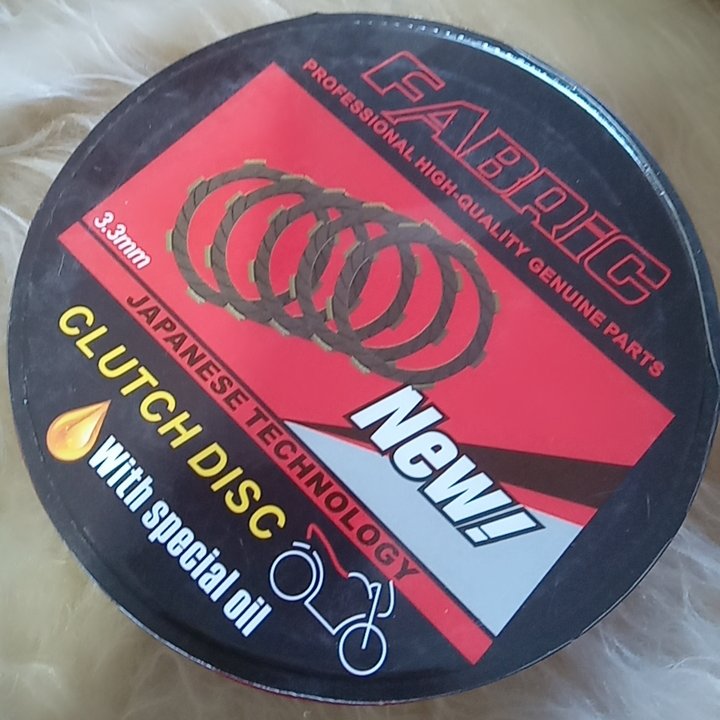 FABRiC
PROFESSIONAL HIGH-QUALITY GENUINE PARTS
3.3mm
New!
JAPANESE TECHNOLOGY
CLUTCH DISC
With special oil